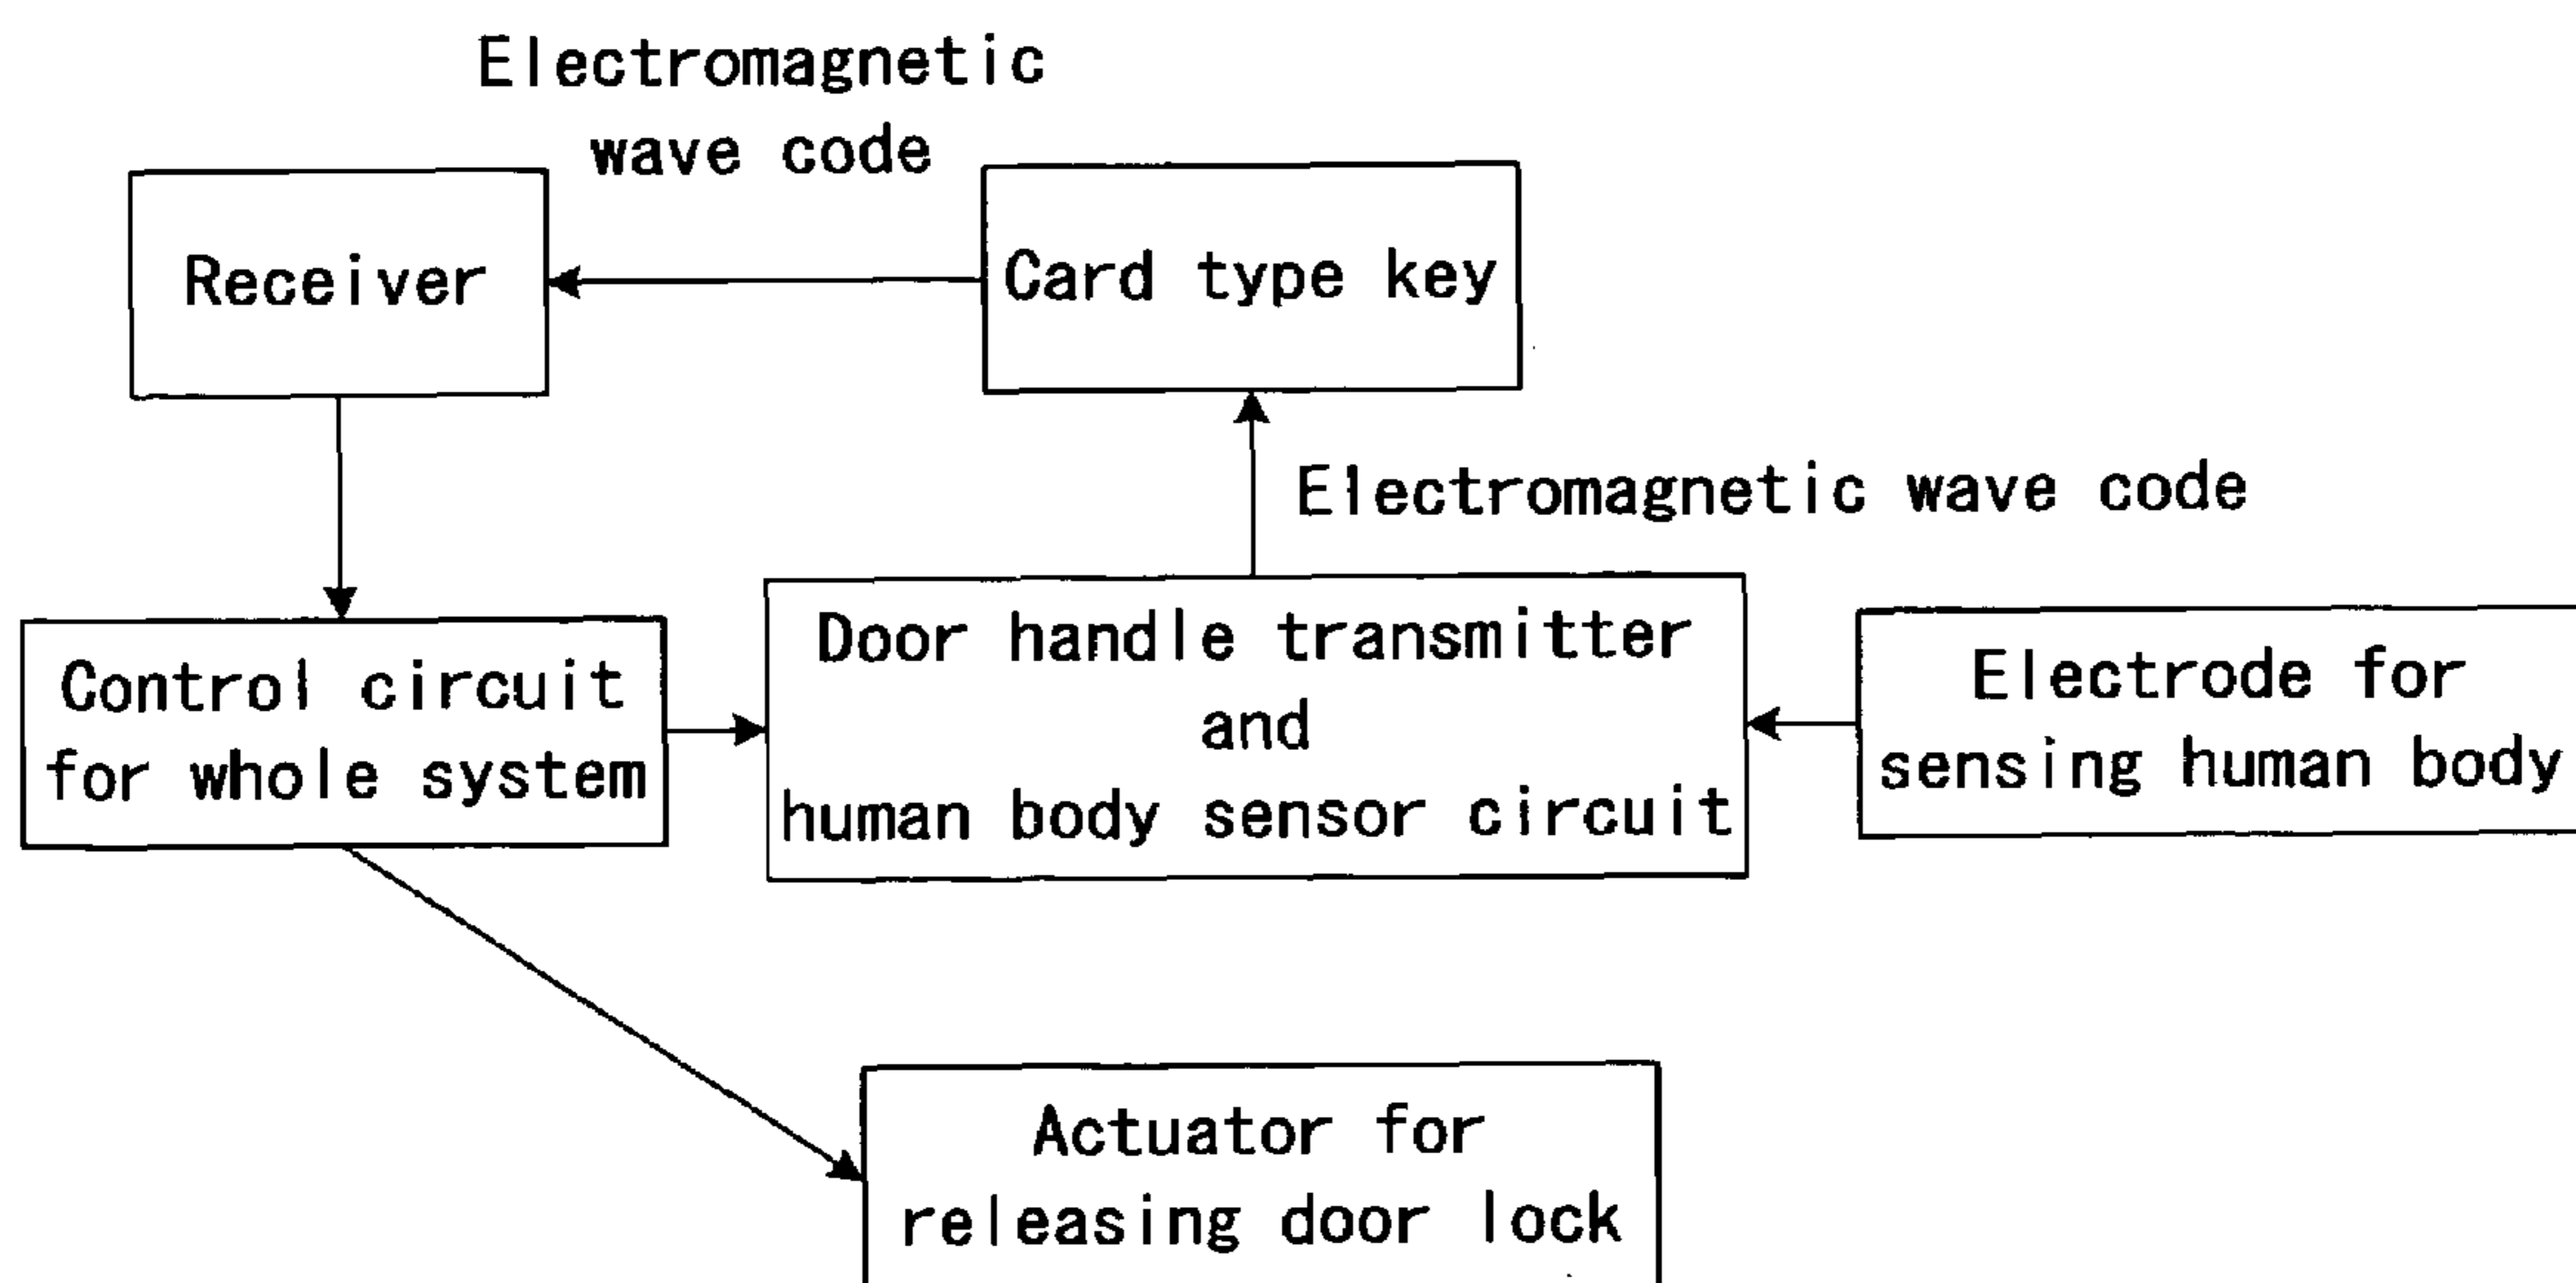 Electromagnetic
wave code
Receiver
Card type key
Electromagnetic wave code
Control circuit
for whole system
Door handle transmitter
and
human body sensor circuit
Electrode for
sensing human body
Actuator for
releasing door lock